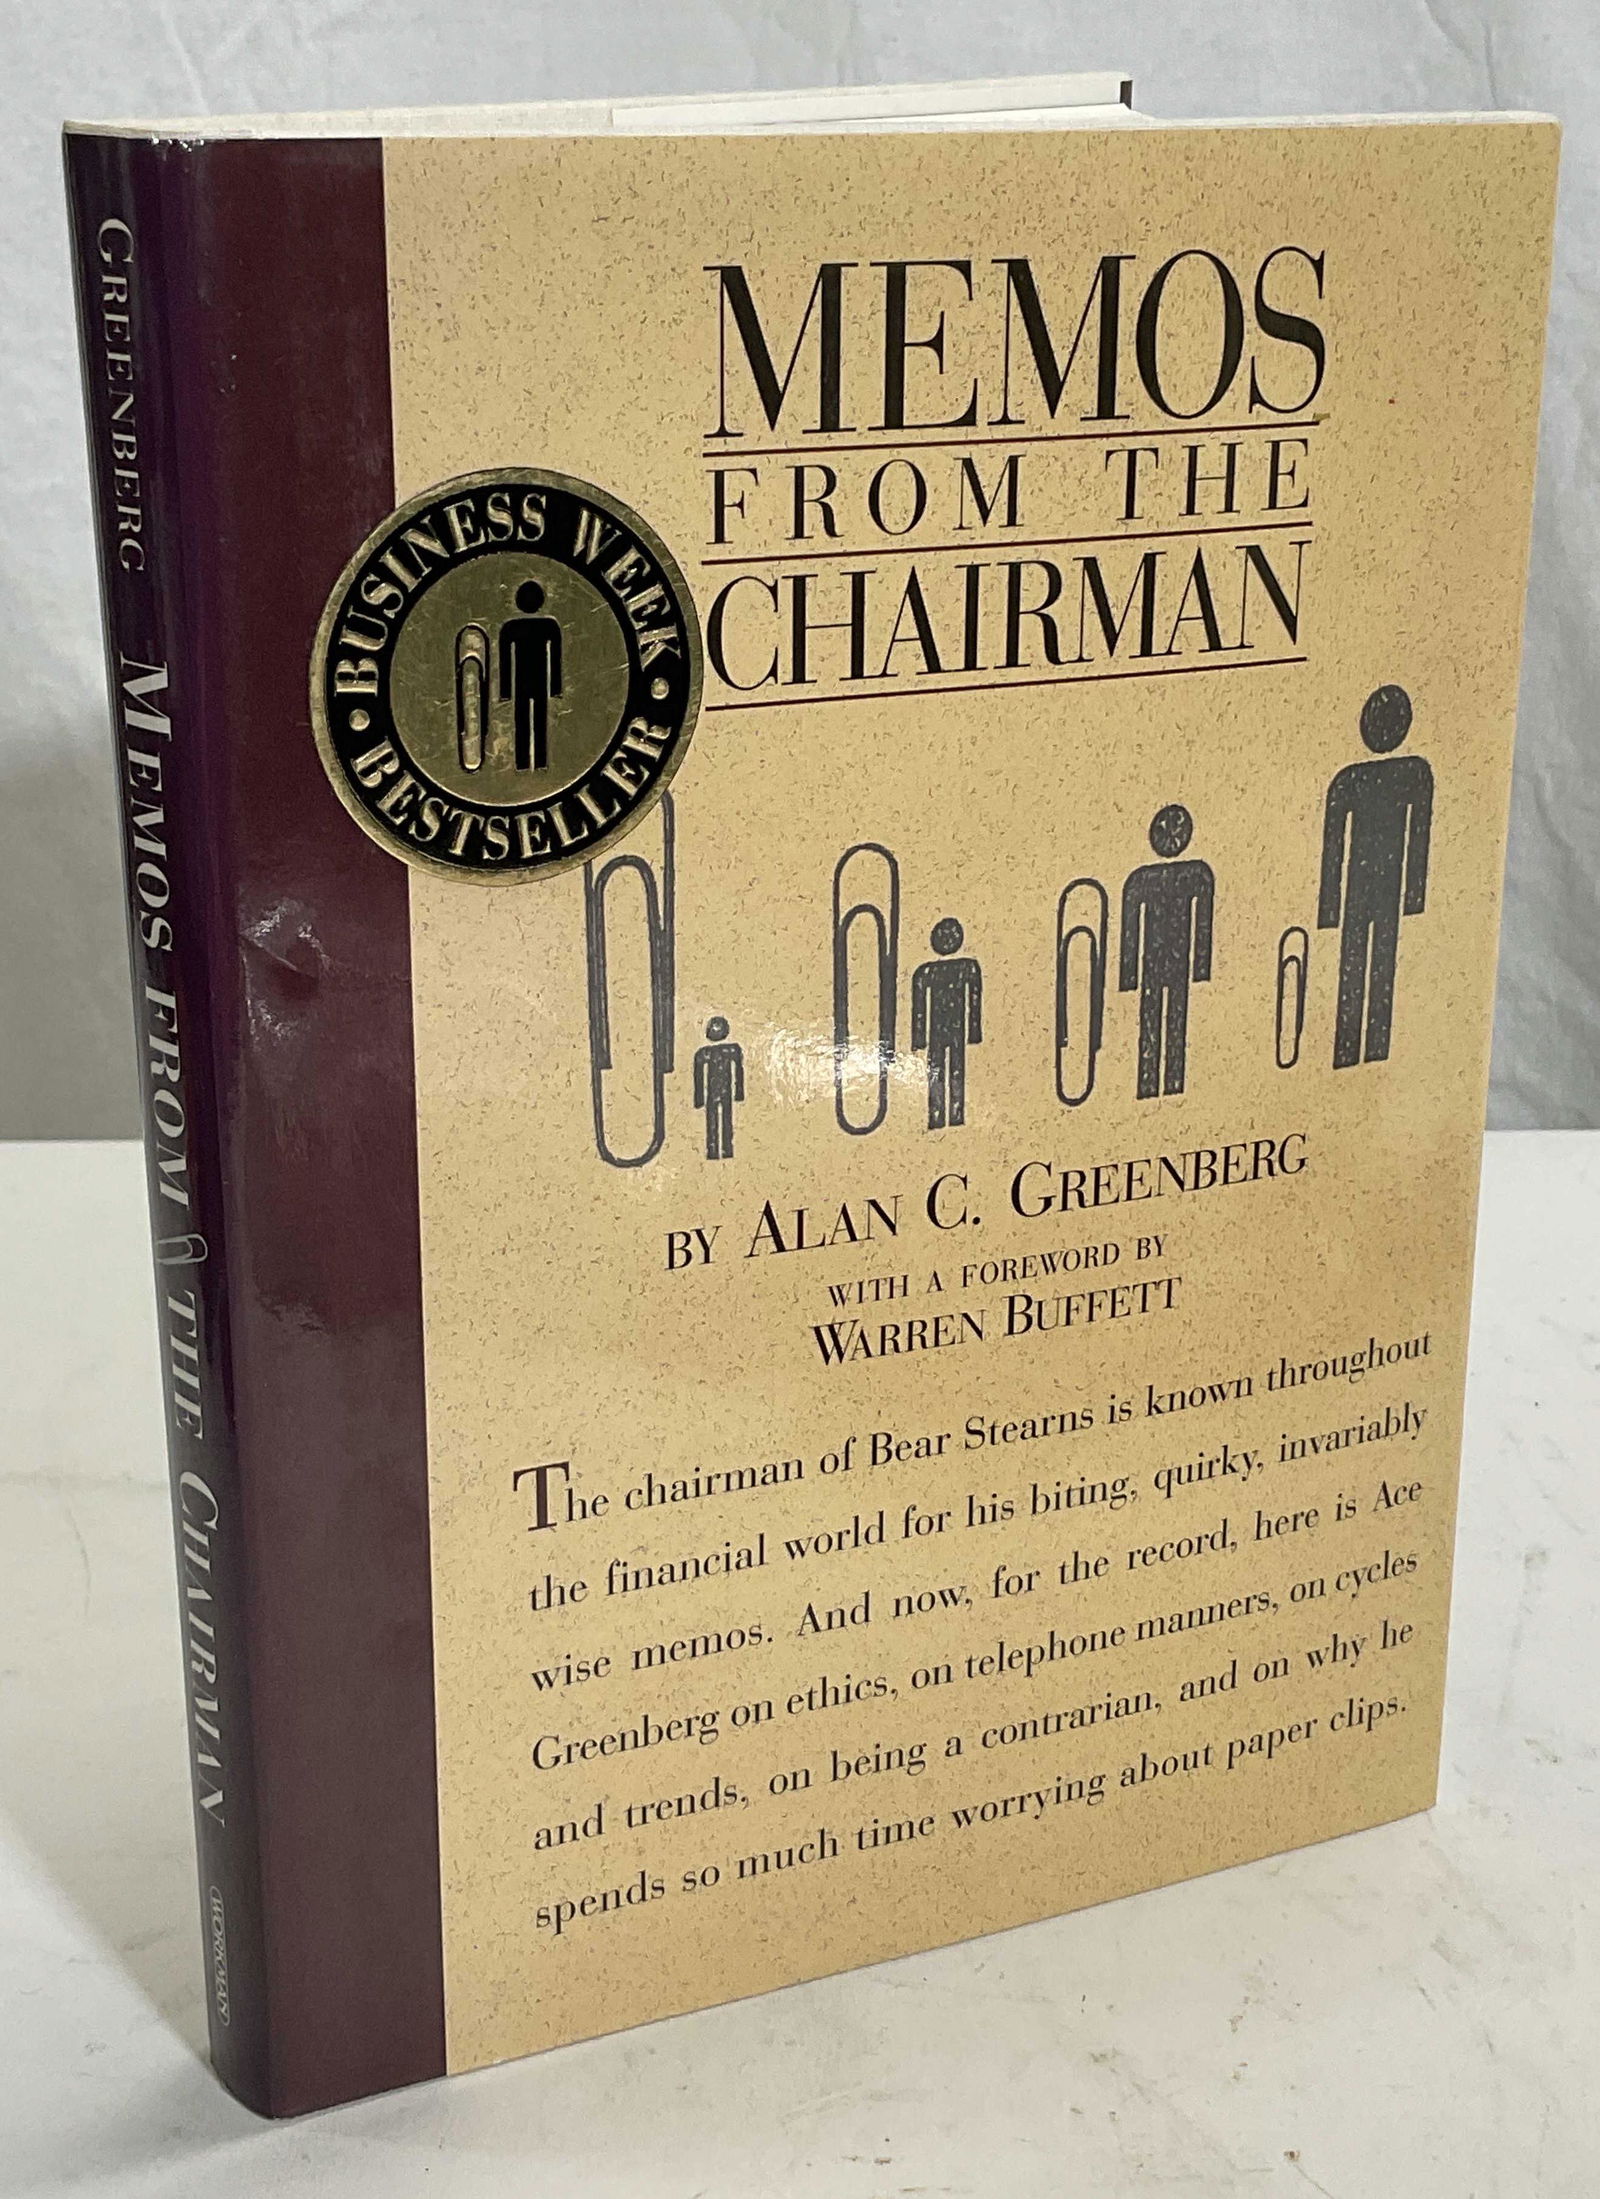 GREENBERG MEMOS FROM THE CHAIRMAN WORKMAN
MEMOS
FROM THE
CHAIRMAN
BUSINESS WEEK
• BESTSELLER •
BY ALAN C. GREENBERG
WITH A FOREWORD BY
WARREN BUFFETT
The chairman of Bear Stearns is known throughout
the financial world for his biting, quirky, invariably
wise memos. And now, for the record, here is Ace
Greenberg on ethics, on telephone manners, on cycles
and trends, on being a contrarian, and on why he
spends so much time worrying about paper clips.